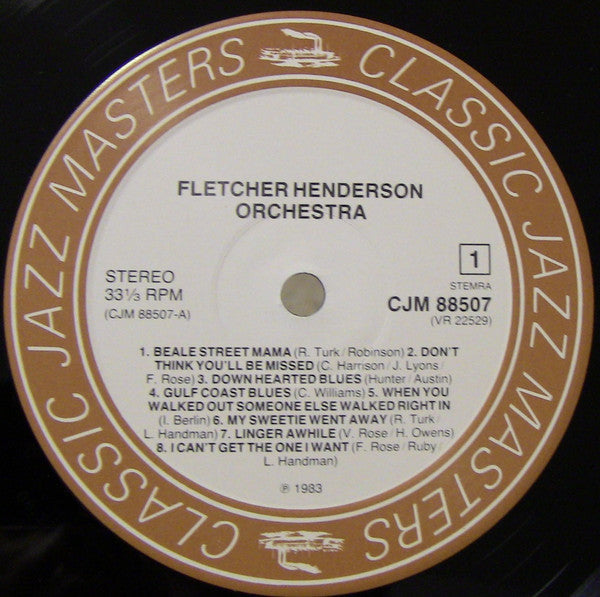 CLASSIC JAZZ MASTERS
CLASSIC JAZZ MASTERS
FLETCHER HENDERSON
ORCHESTRA
STEREO
33⅓ RPM
(CJM 88507-A)
1
STEMRA
CJM 88507
(VR 22529)
1. BEALE STREET MAMA (R. Turk/Robinson) 2. DON'T
THINK YOU'LL BE MISSED (C. Harrison/J. Lyons/
F. Rose) 3. DOWN HEARTED BLUES (Hunter/Austin)
4. GULF COAST BLUES (C. Williams) 5. WHEN YOU
WALKED OUT SOMEONE ELSE WALKED RIGHT IN
(I. Berlin) 6. MY SWEETIE WENT AWAY (R. Turk/
L. Handman) 7. LINGER AWHILE (V. Rose/H. Owens)
8. I CAN'T GET THE ONE I WANT (F. Rose/Ruby/
L. Handman)
℗ 1983